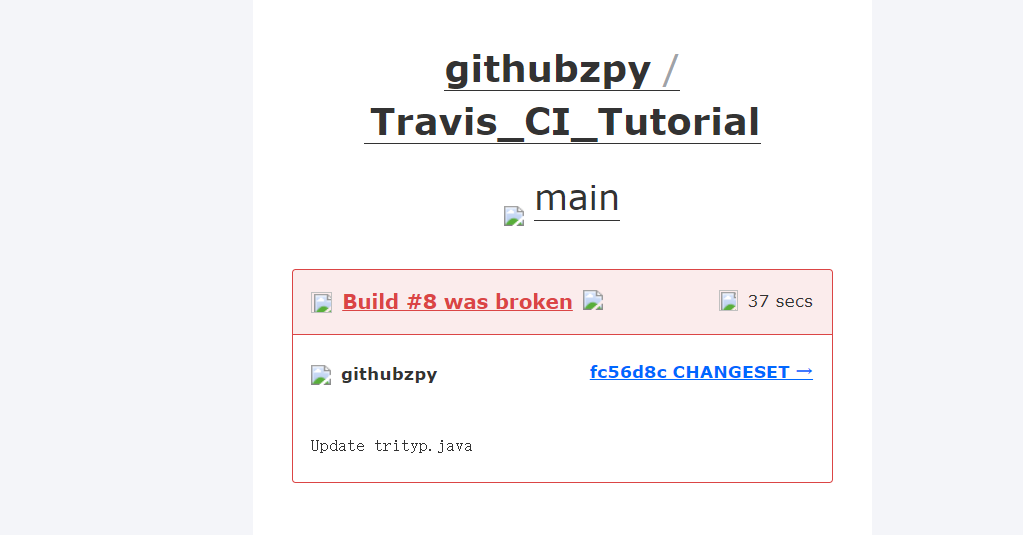 githubzpy /
Travis_CI_Tutorial
main
Build #8 was broken 37 secs
githubzpy fc56d8c CHANGESET →
Update trityp.java